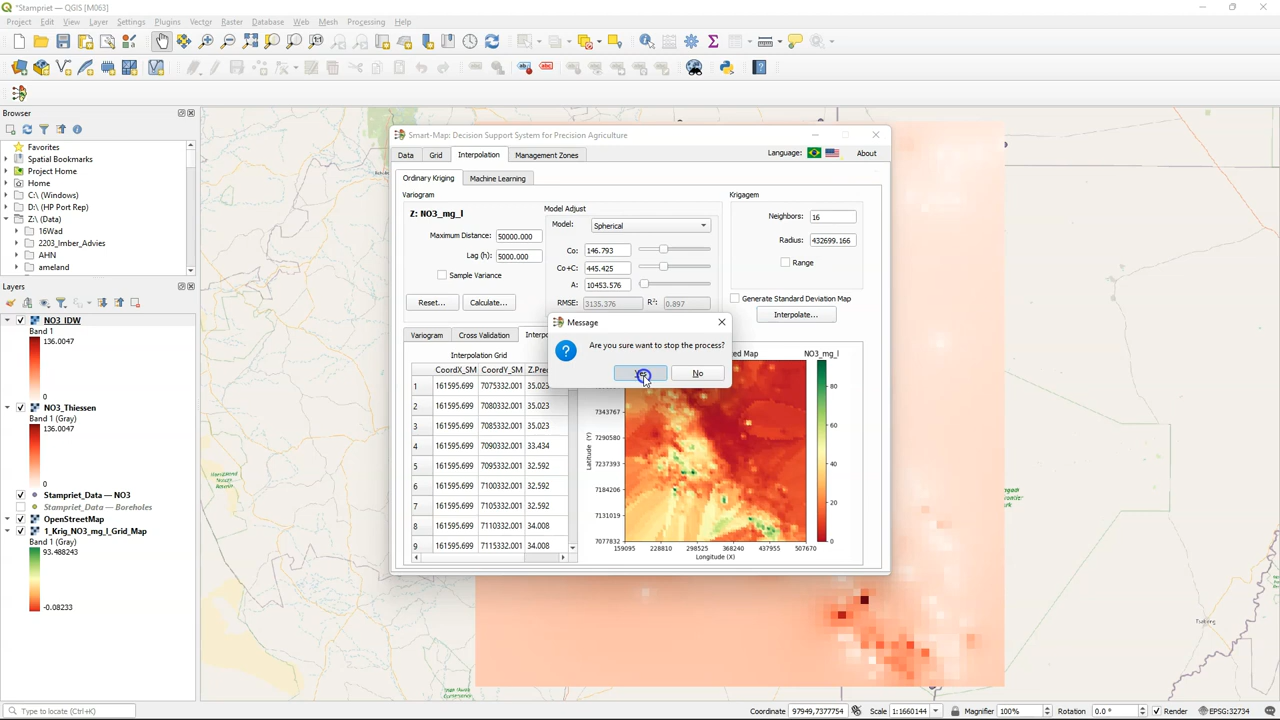 *Stampriet — QGIS [M063]
Project Edit View Layer Settings Plugins Vector Raster Database Web Mesh Processing Help
Browser
Favorites
Spatial Bookmarks
Project Home
Home
C:\ (Windows)
D:\ (HP Port Rep)
Z:\ (Data)
16Wad
2203_Imber_Advies
AHN
ameland
Layers
NO3_IDW
Band 1
136.0047
0
NO3_Thiessen
Band 1 (Gray)
136.0047
0
Stampriet_Data — NO3
Stampriet_Data — Boreholes
OpenStreetMap
1_Krig_NO3_mg_l_Grid_Map
Band 1 (Gray)
93.488243
-0.08233
Smart-Map: Decision Support System for Precision Agriculture
Data Grid Interpolation Management Zones Language: About
Ordinary Kriging Machine Learning
Variogram
Z: NO3_mg_l
Maximum Distance: 50000.000
Lag (h): 5000.000
Sample Variance
Reset... Calculate...
Model Adjust
Model: Spherical
Co: 146.793
Co+C: 445.425
A: 10453.576
RMSE: 3135.376 R²: 0.897
Krigagem
Neighbors: 16
Radius: 432699.166
Range
Generate Standard Deviation Map
Interpolate...
Variogram Cross Validation Interpo
Message
Are you sure want to stop the process?
No
Interpolation Grid
CoordX_SM CoordY_SM Z.Pre
1 161595.699 7075332.001 35.023
2 161595.699 7080332.001 35.023
3 161595.699 7085332.001 35.023
4 161595.699 7090332.001 33.434
5 161595.699 7095332.001 32.592
6 161595.699 7100332.001 32.592
7 161595.699 7105332.001 32.592
8 161595.699 7110332.001 34.008
9 161595.699 7115332.001 34.008
ed Map NO3_mg_l
7343767
7290580
7237393
7184206
7131019
7077832
Latitude (Y)
159095 228810 298525 368240 437955 507670
Longitude (X)
80
60
40
20
0
Tsabong
Type to locate (Ctrl+K) Coordinate 97949,7377754 Scale 1:1660144 Magnifier 100% Rotation 0.0 ° Render EPSG:32734